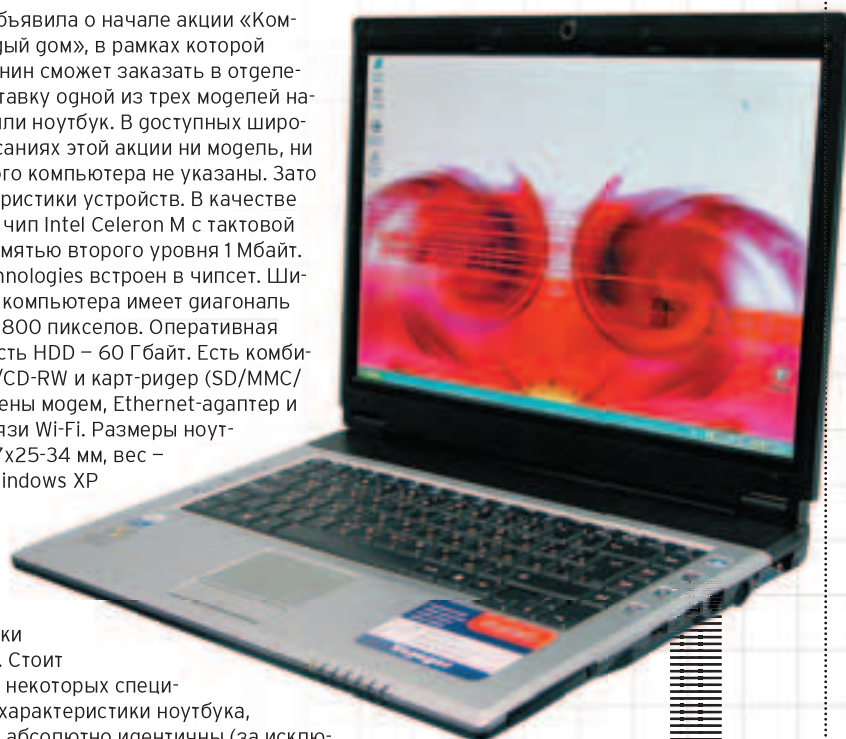 бъявила о начале акции «Ком-
дый дом», в рамках которой
нин сможет заказать в отделе-
тавку одной из трех моделей на-
или ноутбук. В доступных широ-
саниях этой акции ни модель, ни
ого компьютера не указаны. Зато
ристики устройств. В качестве
чип Intel Celeron M с тактовой
мятью второго уровня 1 Мбайт.
hnologies встроен в чипсет. Ши-
компьютера имеет диагональ
800 пикселов. Оперативная
сть HDD – 60 Гбайт. Есть комби-
/CD-RW и карт-ридер (SD/MMC/
ены модем, Ethernet-адаптер и
язи Wi-Fi. Размеры ноут-
7x25-34 мм, вес –
indows XP
ки
. Стоит
некоторых специ-
характеристики ноутбука,
абсолютно идентичны (за исклю-